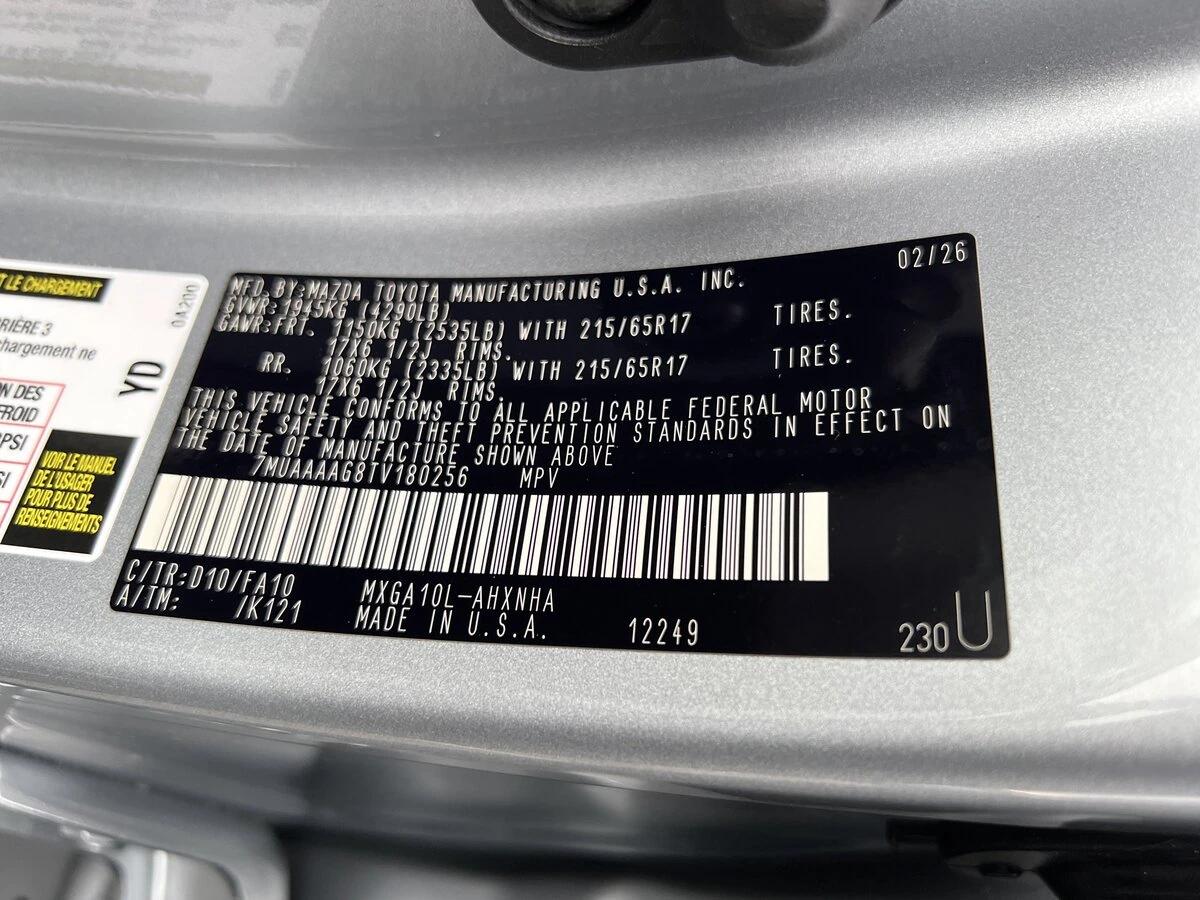 T LE CHARGEMENT
0A200
RIÈRE 3
chargement ne
YD
ON DES
FROID
PSI
SI
VOIR LE MANUEL
DE L'USAGER
POUR PLUS DE
RENSEIGNEMENTS
02/26
MFD. BY: MAZDA TOYOTA MANUFACTURING U.S.A. INC.
GVWR: 1945KG (4290LB)
GAWR: FRT. 1150KG (2535LB) WITH 215/65R17 TIRES.
17X6 1/2J RIMS.
RR. 1060KG (2335LB) WITH 215/65R17 TIRES.
17X6 1/2J RIMS.
THIS VEHICLE CONFORMS TO ALL APPLICABLE FEDERAL MOTOR
VEHICLE SAFETY AND THEFT PREVENTION STANDARDS IN EFFECT ON
THE DATE OF MANUFACTURE SHOWN ABOVE
7MUAAAAG8TV180256 MPV
C/TR: D10/FA10 MXGA10L-AHXNHA
A/TM: /K121 MADE IN U.S.A. 12249 230 U